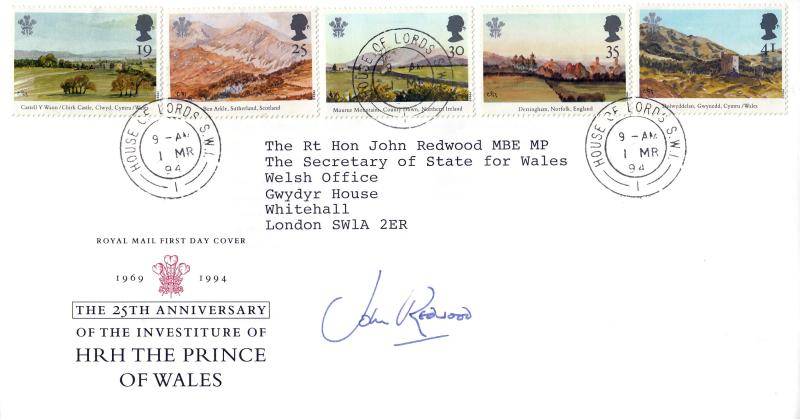 19
Castell Y Waun / Chirk Castle, Clwyd, Cymru / Wales
25
Ben Arkle, Sutherland, Scotland
30
Mourne Mountains, County Down, Northern Ireland
35
Dersingham, Norfolk, England
41
Dolwyddelan, Gwynedd, Cymru / Wales
HOUSE OF LORDS S.W.1.
HOUSE OF LORDS. S.W.1.
9 - AM
1 MR
94
1
HOUSE OF LORDS. S.W.1.
9 - AM
1 MR
94
1
The Rt Hon John Redwood MBE MP
The Secretary of State for Wales
Welsh Office
Gwydyr House
Whitehall
London SW1A 2ER
ROYAL MAIL FIRST DAY COVER
1969 1994
THE 25TH ANNIVERSARY
OF THE INVESTITURE OF
HRH THE PRINCE
OF WALES
John Redwood